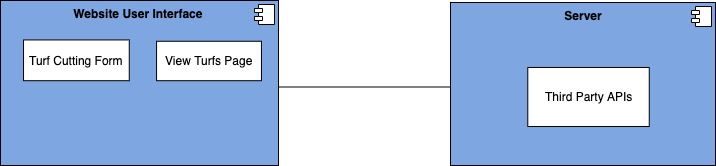 Website User Interface
Turf Cutting Form
View Turfs Page
Server
Third Party APIs